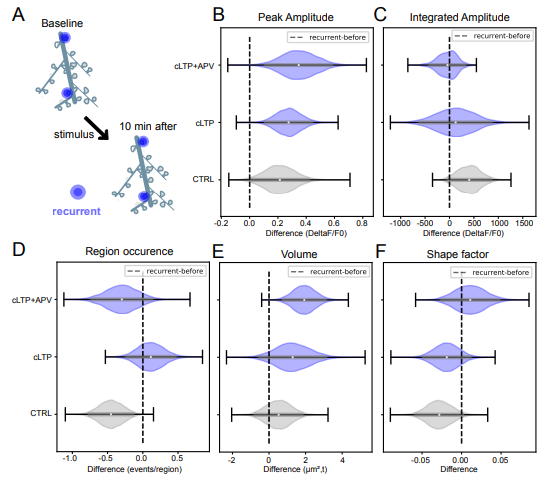 A
Baseline
stimulus
10 min after
recurrent
B
Peak Amplitude
recurrent-before
cLTP+APV
cLTP
CTRL
-0.2 0.0 0.2 0.4 0.6 0.8
Difference (DeltaF/F0)
C
Integrated Amplitude
recurrent-before
-1000 -500 0 500 1000 1500
Difference (DeltaF/F0)
D
Region occurence
recurrent-before
cLTP+APV
cLTP
CTRL
-1.0 -0.5 0.0 0.5
Difference (events/region)
E
Volume
recurrent-before
-2 0 2 4
Difference (µm²,t)
F
Shape factor
recurrent-before
-0.05 0.00 0.05
Difference